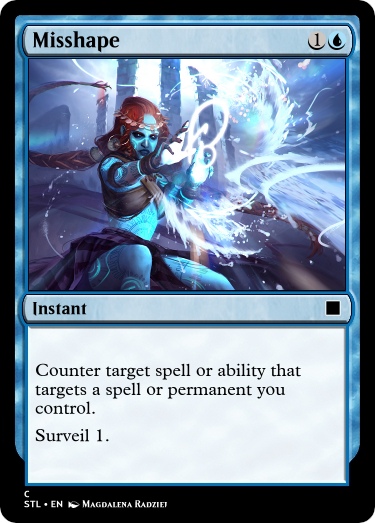 Misshape 1
Instant
Counter target spell or ability that
targets a spell or permanent you
control.
Surveil 1.
C
STL • EN Magdalena Radziej